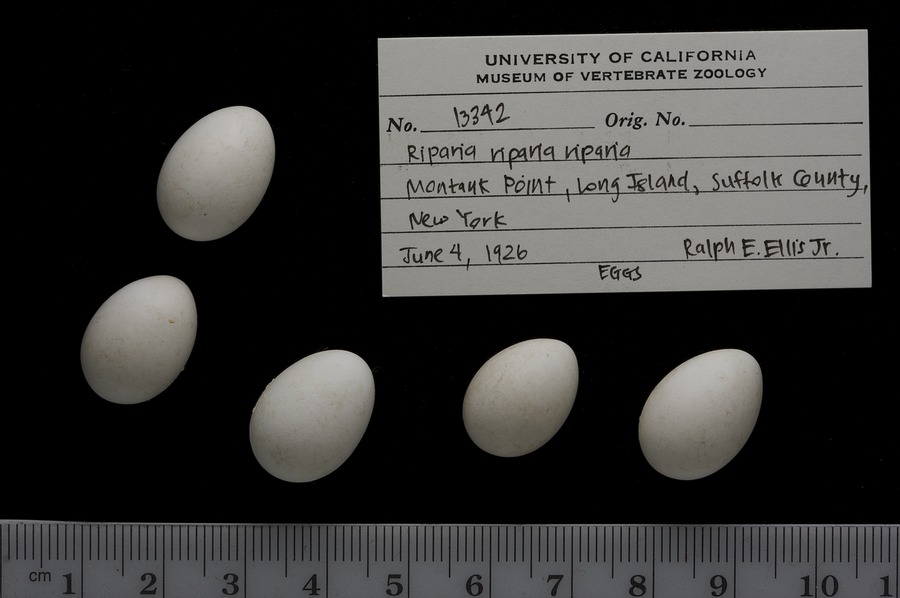 UNIVERSITY OF CALIFORNIA
MUSEUM OF VERTEBRATE ZOOLOGY
No. 13342 Orig. No.
Riparia riparia riparia
Montauk Point, Long Island, Suffolk County,
New York
June 4, 1926 Ralph E. Ellis Jr.
EGGS
cm 1 2 3 4 5 6 7 8 9 10 1